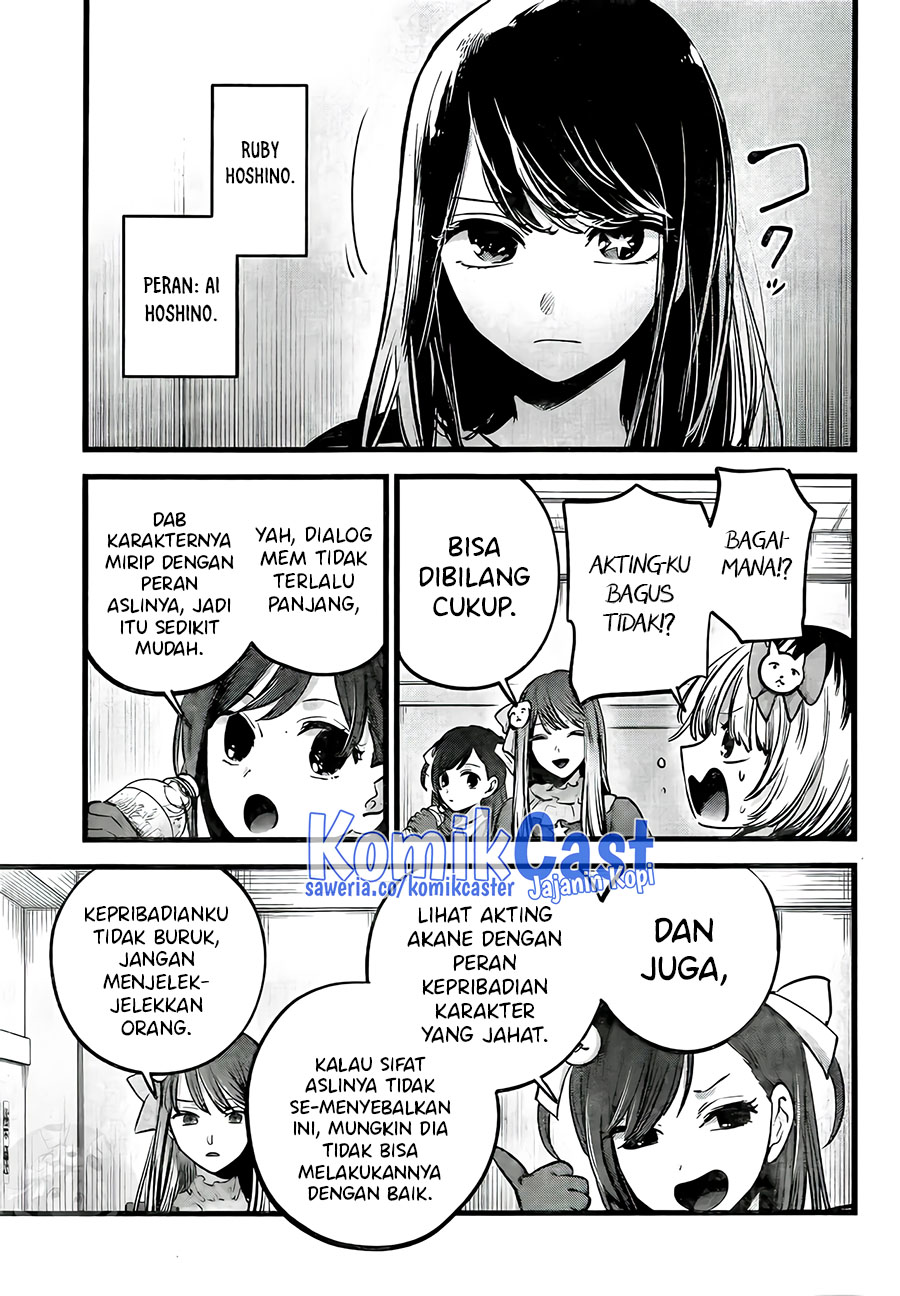 RUBY
HOSHINO.
コクッ
PERAN: AI
HOSHINO.
BAGAI-
MANA!?
AKTING-KU
BAGUS
TIDAK!?
BISA
DIBILANG
CUKUP.
YAH, DIALOG
MEM TIDAK
TERLALU
PANJANG,
DAB
KARAKTERNYA
MIRIP DENGAN
PERAN
ASLINYA, JADI
ITU SEDIKIT
MUDAH.
KomikCast
saweria.co/komikcaster
Jajanin Kopi
DAN
JUGA,
LIHAT AKTING
AKANE DENGAN
PERAN
KEPRIBADIAN
KARAKTER
YANG JAHAT.
KALAU SIFAT
ASLINYA TIDAK
SE-MENYEBALKAN
INI, MUNGKIN DIA
TIDAK BISA
MELAKUKANNYA
DENGAN BAIK.
KEPRIBADIANKU
TIDAK BURUK,
JANGAN
MENJELEK-
JELEKKAN
ORANG.